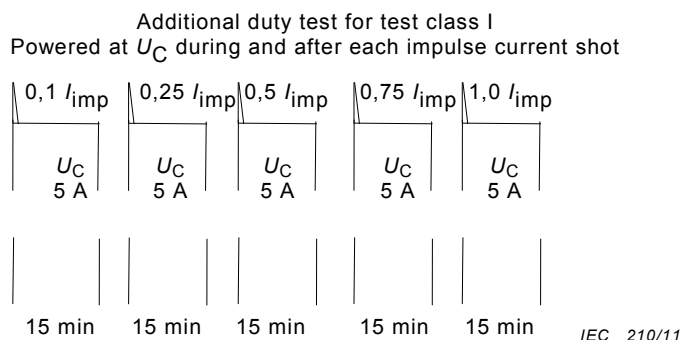 Additional duty test for test class I
Powered at UC during and after each impulse current shot
0,1 Iimp 0,25 Iimp 0,5 Iimp 0,75 Iimp 1,0 Iimp
UC UC UC UC UC
5 A 5 A 5 A 5 A 5 A
15 min 15 min 15 min 15 min 15 min
IEC 210/11